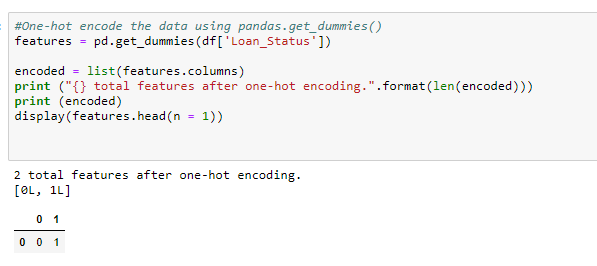 #One-hot encode the data using pandas.get_dummies()
features = pd.get_dummies(df['Loan_Status'])
encoded = list(features.columns)
print ("{} total features after one-hot encoding.".format(len(encoded)))
print (encoded)
display(features.head(n = 1))
2 total features after one-hot encoding.
[0L, 1L]
0 1
0 0 1